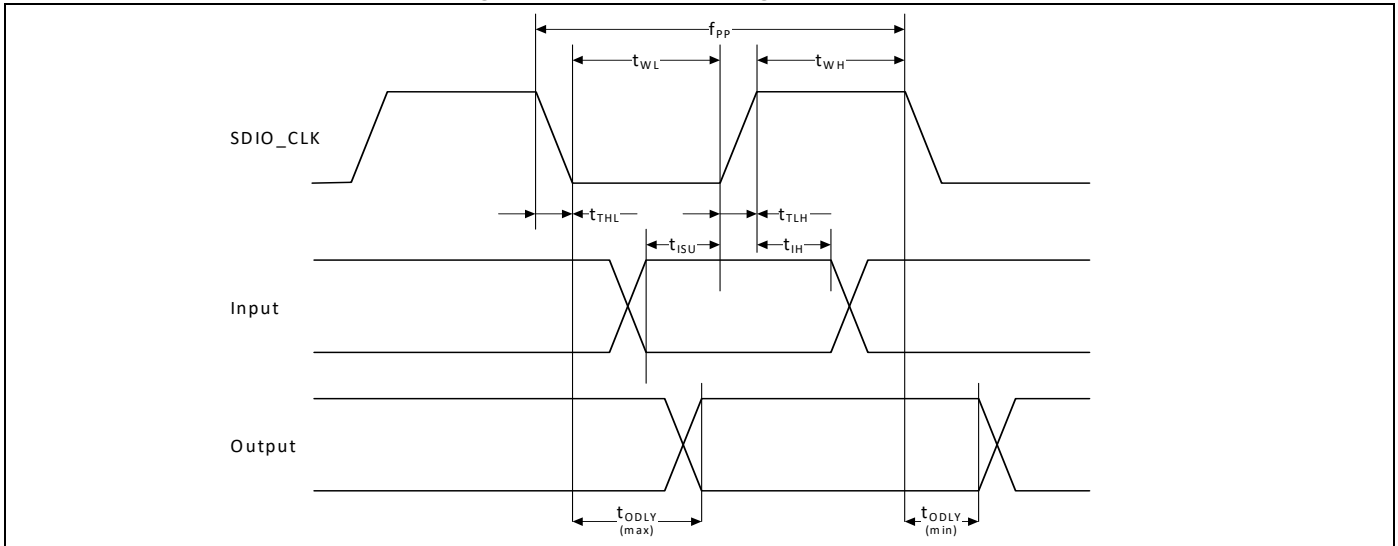 fPP
tWL
tWH
SDIO_CLK
tTHL
tTLH
tISU
tIH
Input
Output
tODLY
(max)
tODLY
(min)